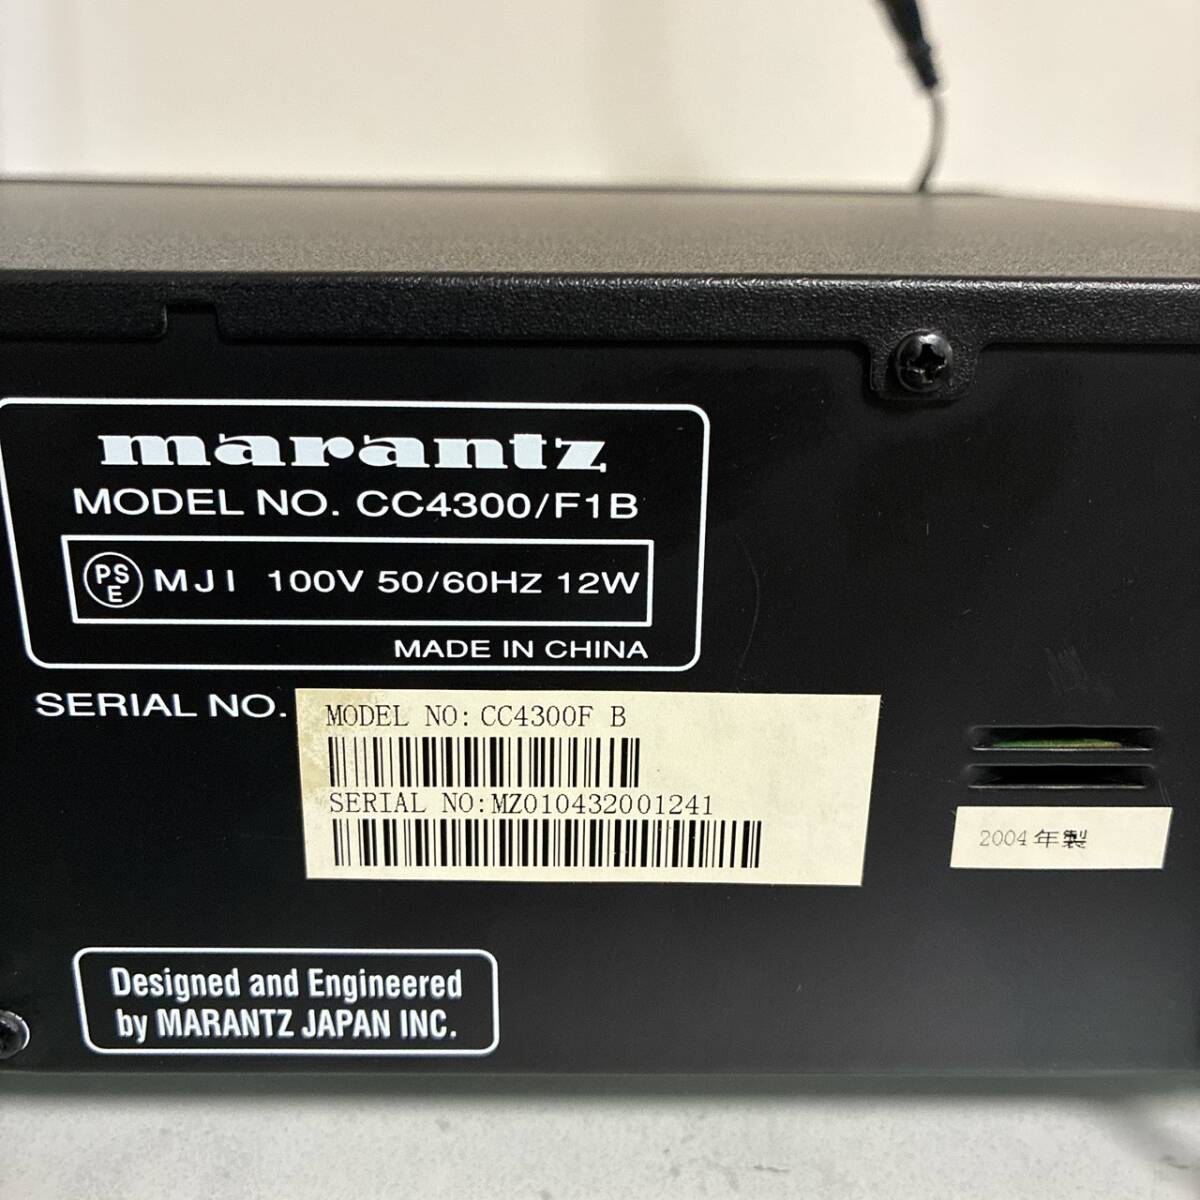 marantz
MODEL NO. CC4300/F1B
PSE MJI 100V 50/60HZ 12W
MADE IN CHINA
SERIAL NO.
MODEL NO: CC4300F B
SERIAL NO:MZ010432001241
2004年製
Designed and Engineered
by MARANTZ JAPAN INC.